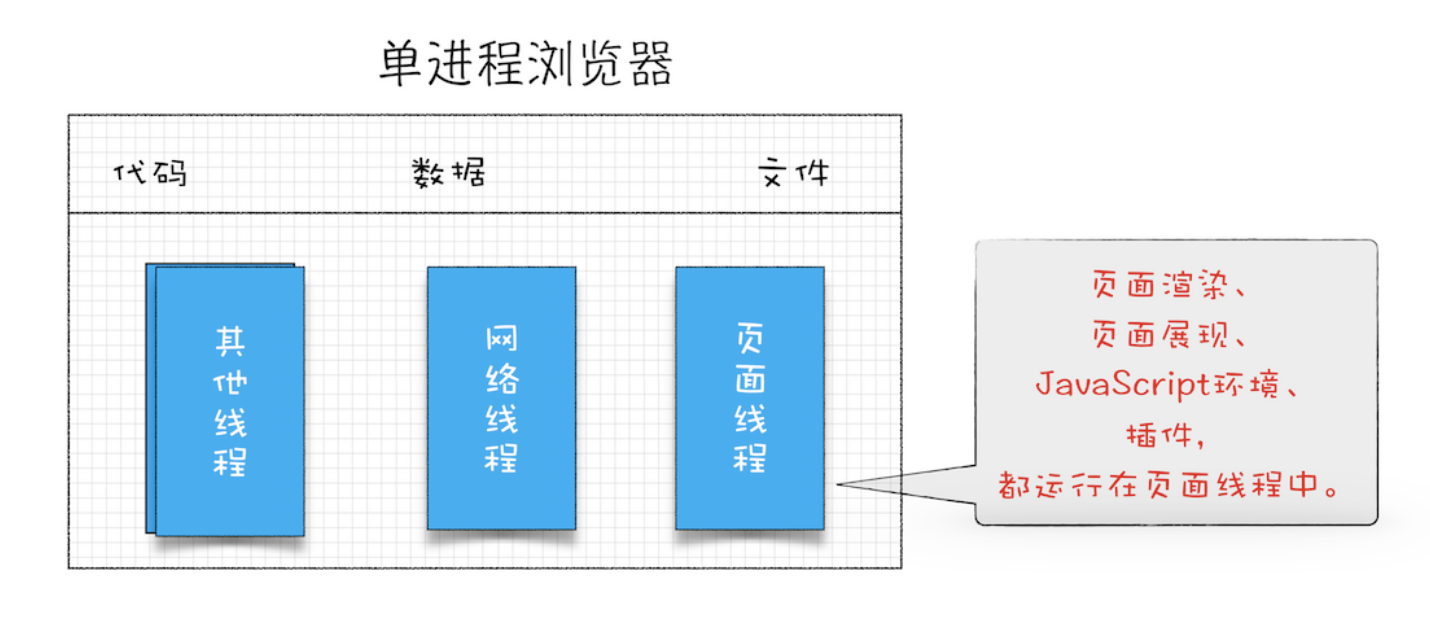 单进程浏览器
代码
数据
文件
其他线程
网络线程
页面线程
页面渲染、
页面展现、
JavaScript环境、
插件,
都运行在页面线程中。